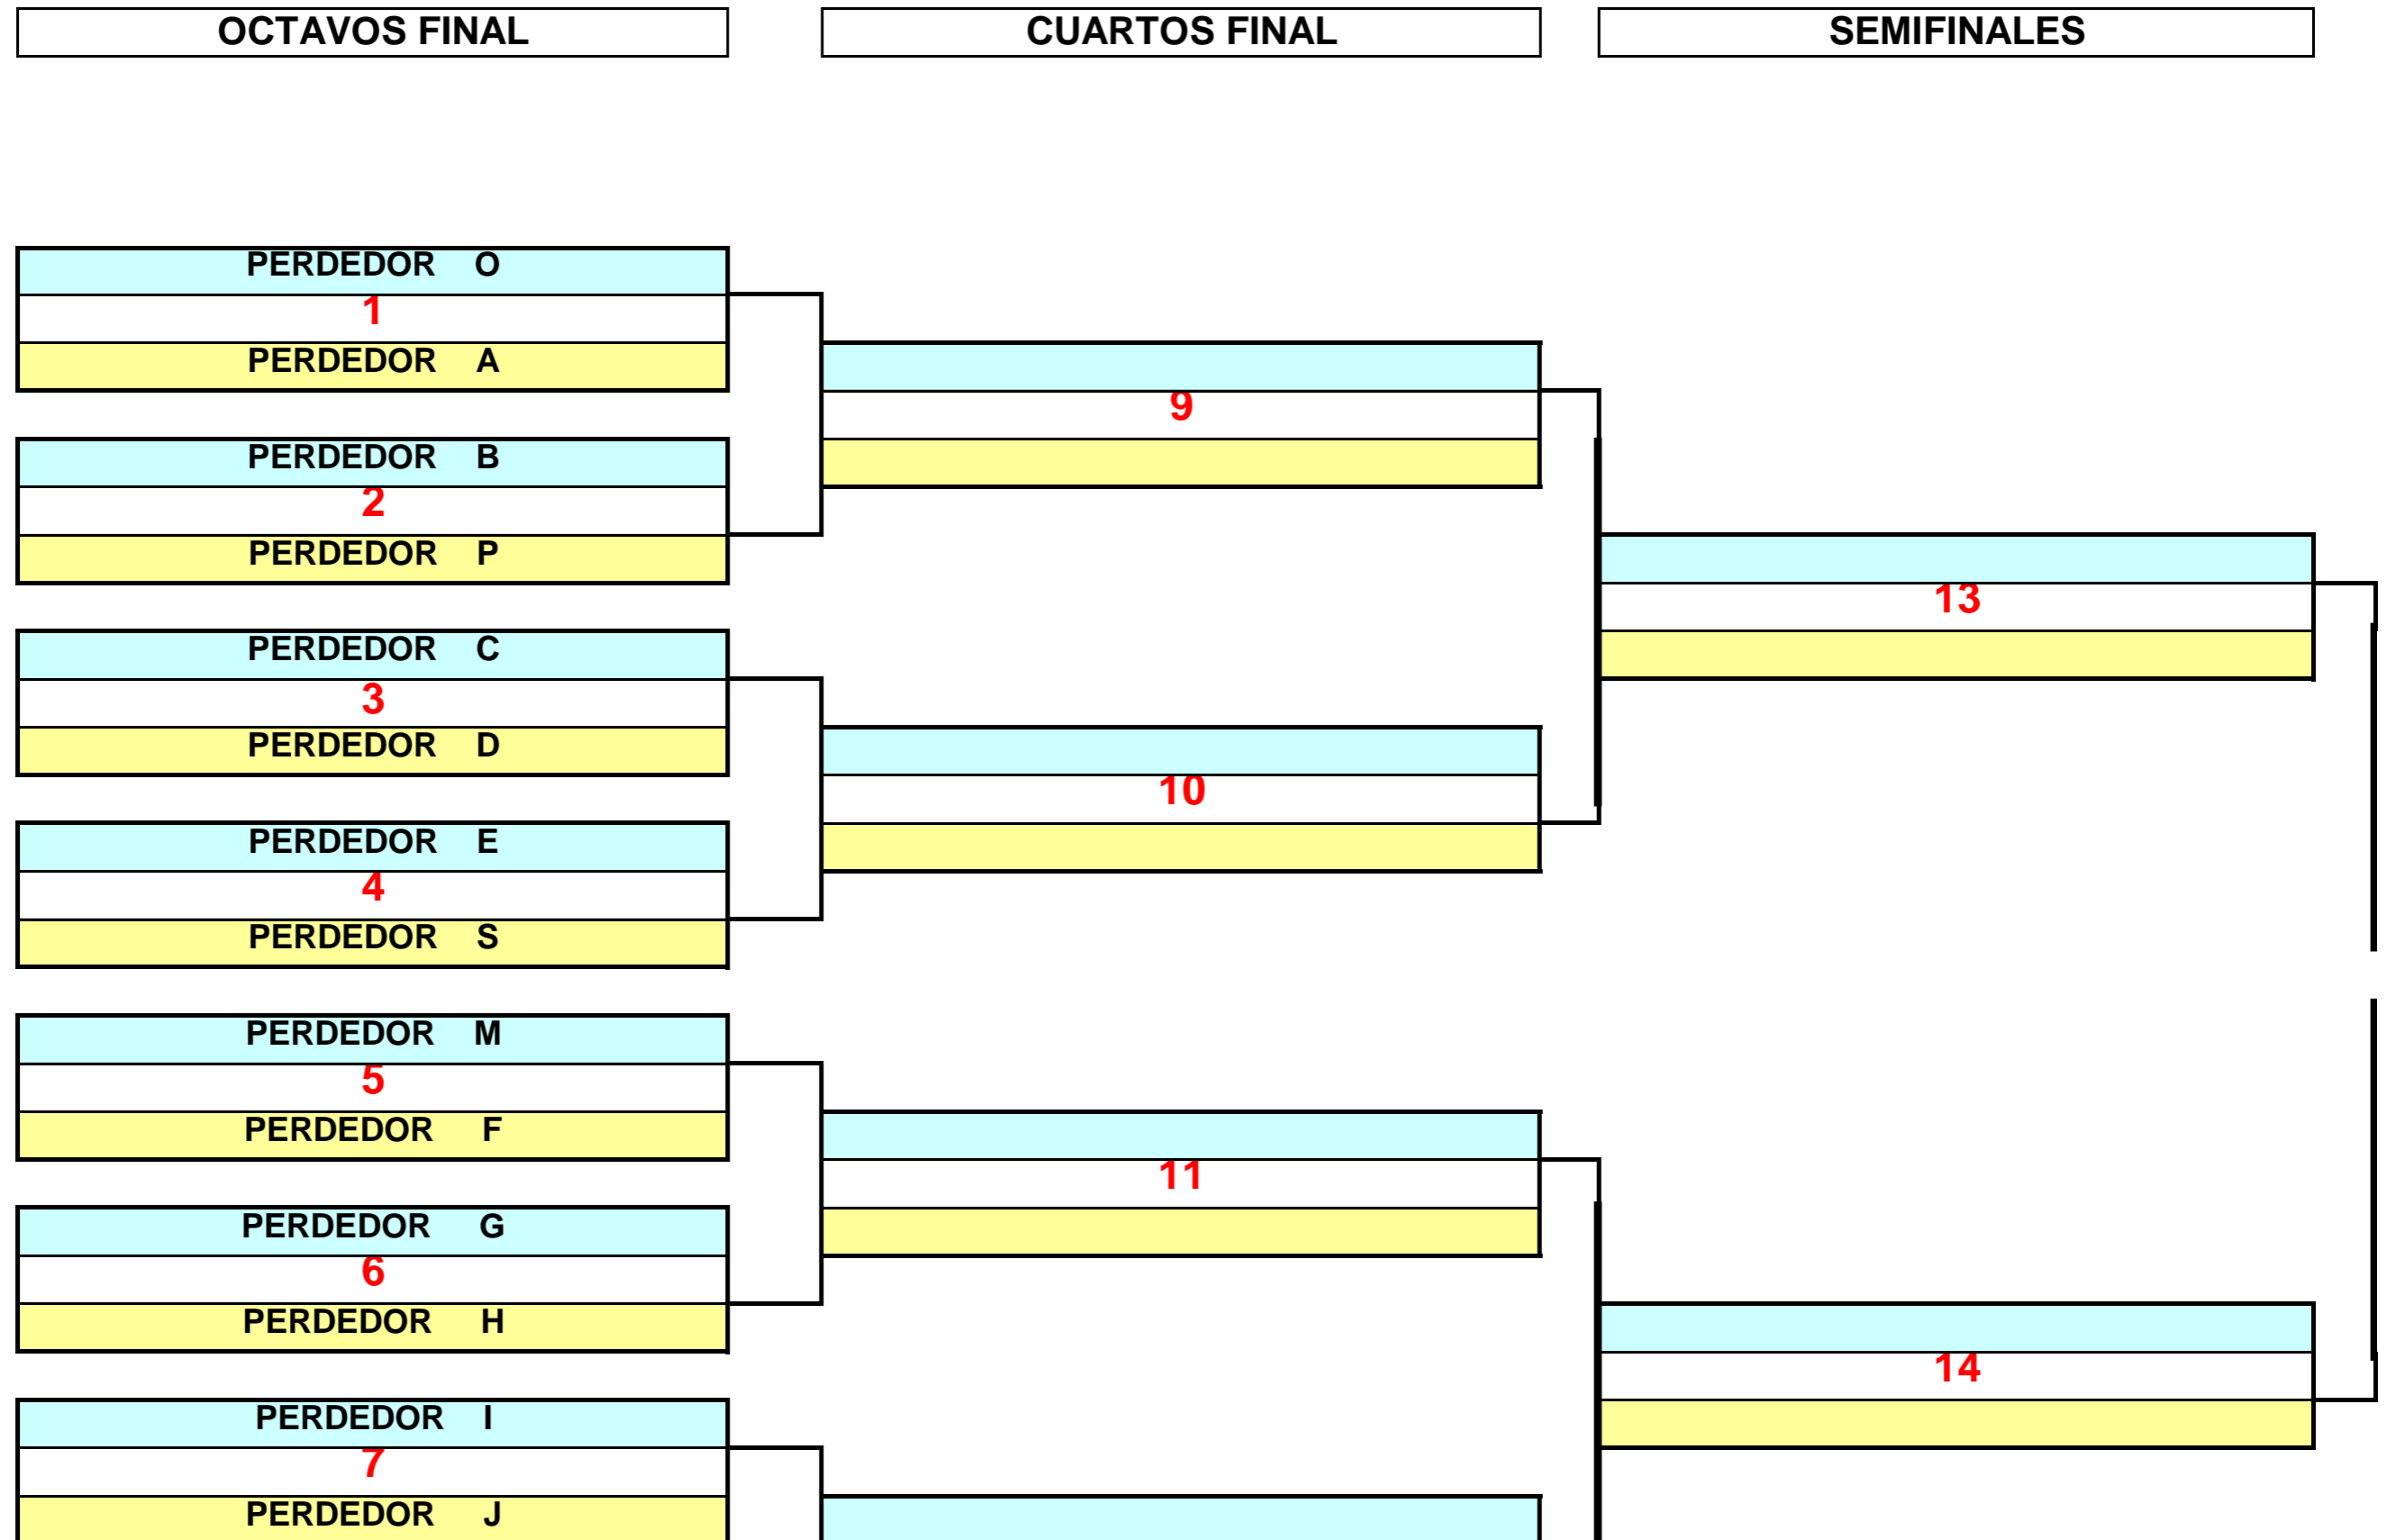 OCTAVOS FINAL
CUARTOS FINAL
SEMIFINALES
PERDEDOR O
1
PERDEDOR A
9
PERDEDOR B
2
PERDEDOR P
13
PERDEDOR C
3
PERDEDOR D
10
PERDEDOR E
4
PERDEDOR S
PERDEDOR M
5
PERDEDOR F
11
PERDEDOR G
6
PERDEDOR H
14
PERDEDOR I
7
PERDEDOR J